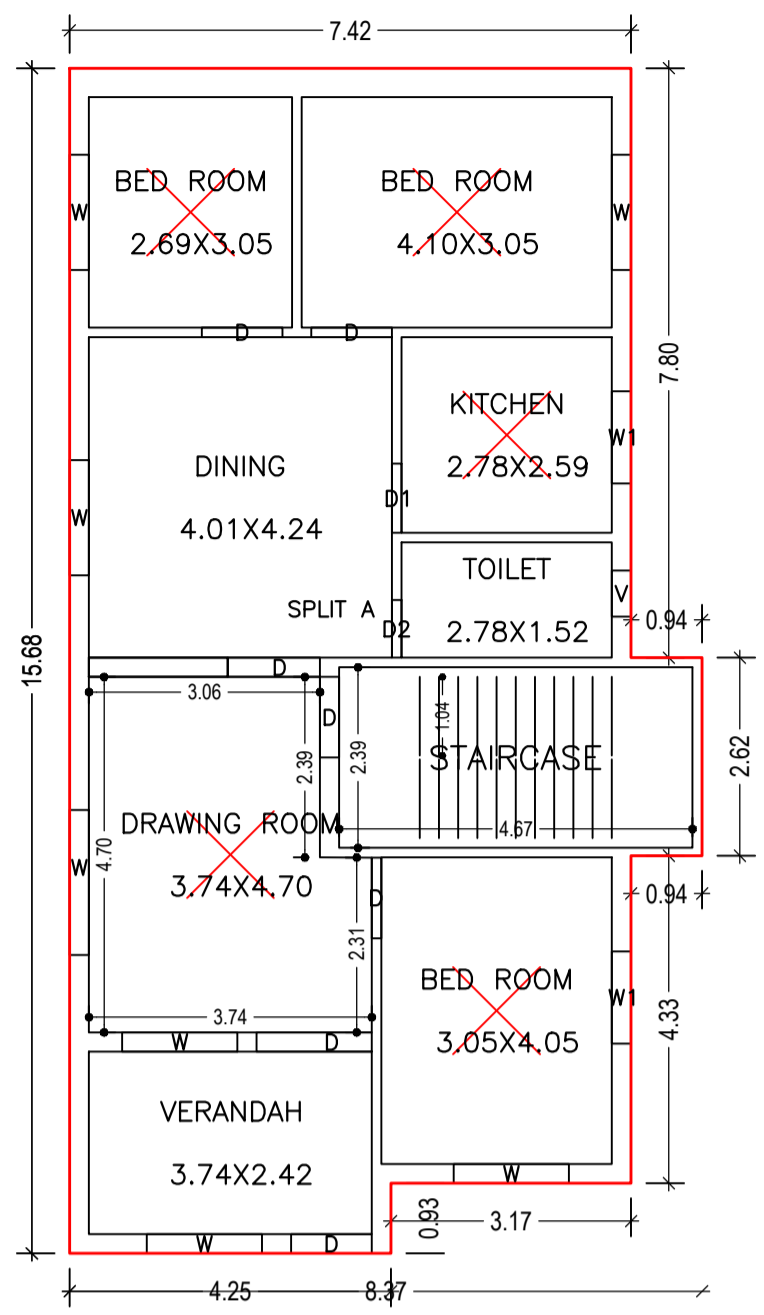 7.42
BED ROOM
2.69X3.05
BED ROOM
4.10X3.05
W
W
D
D
7.80
KITCHEN
2.78X2.59
W1
DINING
4.01X4.24
W
D1
TOILET
2.78X1.52
V
SPLIT A
D2
0.94
15.68
D
3.06
D
2.39
2.39
1.04
STAIRCASE
4.67
2.62
DRAWING ROOM
3.74X4.70
W
4.70
D
0.94
2.31
BED ROOM
3.05X4.05
W1
4.33
3.74
W
D
VERANDAH
3.74X2.42
W
0.93
3.17
W
D
4.25
8.37